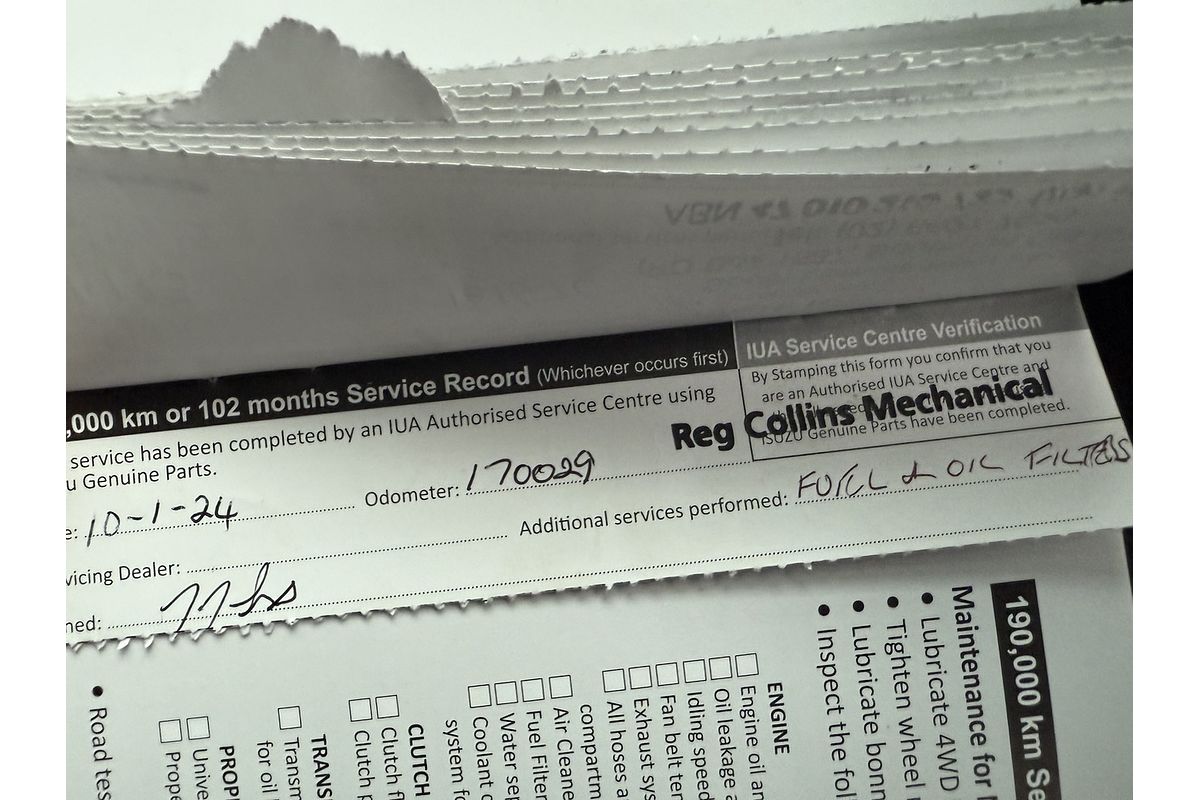 ,000 km or 102 months Service Record (Whichever occurs first)
service has been completed by an IUA Authorised Service Centre using
u Genuine Parts.
e: 10-1-24 Odometer: 170029
vicing Dealer: Additional services performed: FUEL & OIL FILTERS
ned:
IUA Service Centre Verification
By Stamping this form you confirm that you
are an Authorised IUA Service Centre and
ISUZU Genuine Parts have been completed.
Reg Collins Mechanical
190,000 km Se
Maintenance for
• Lubricate 4WD
• Tighten wheel
• Lubricate bonn
• Inspect the fol
ENGINE
Engine oil an
Oil leakage a
Idling speed
Fan belt ten
Exhaust sys
All hoses a
compartm
Air Cleane
Fuel Filter
Water sep
Coolant c
system fo
CLUTCH
Clutch f
Clutch p
TRANS
Transm
for oil
PROP
Unive
Prope
• Road tes